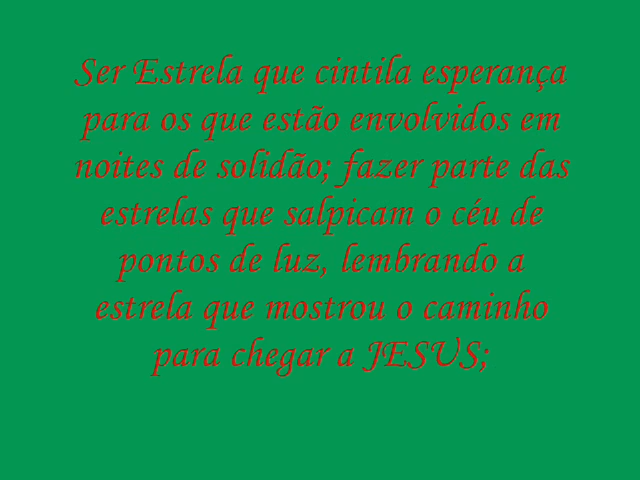 Ser Estrela que cintila esperança
para os que estão envolvidos em
noites de solidão; fazer parte das
estrelas que salpicam o céu de
pontos de luz, lembrando a
estrela que mostrou o caminho
para chegar a JESUS;